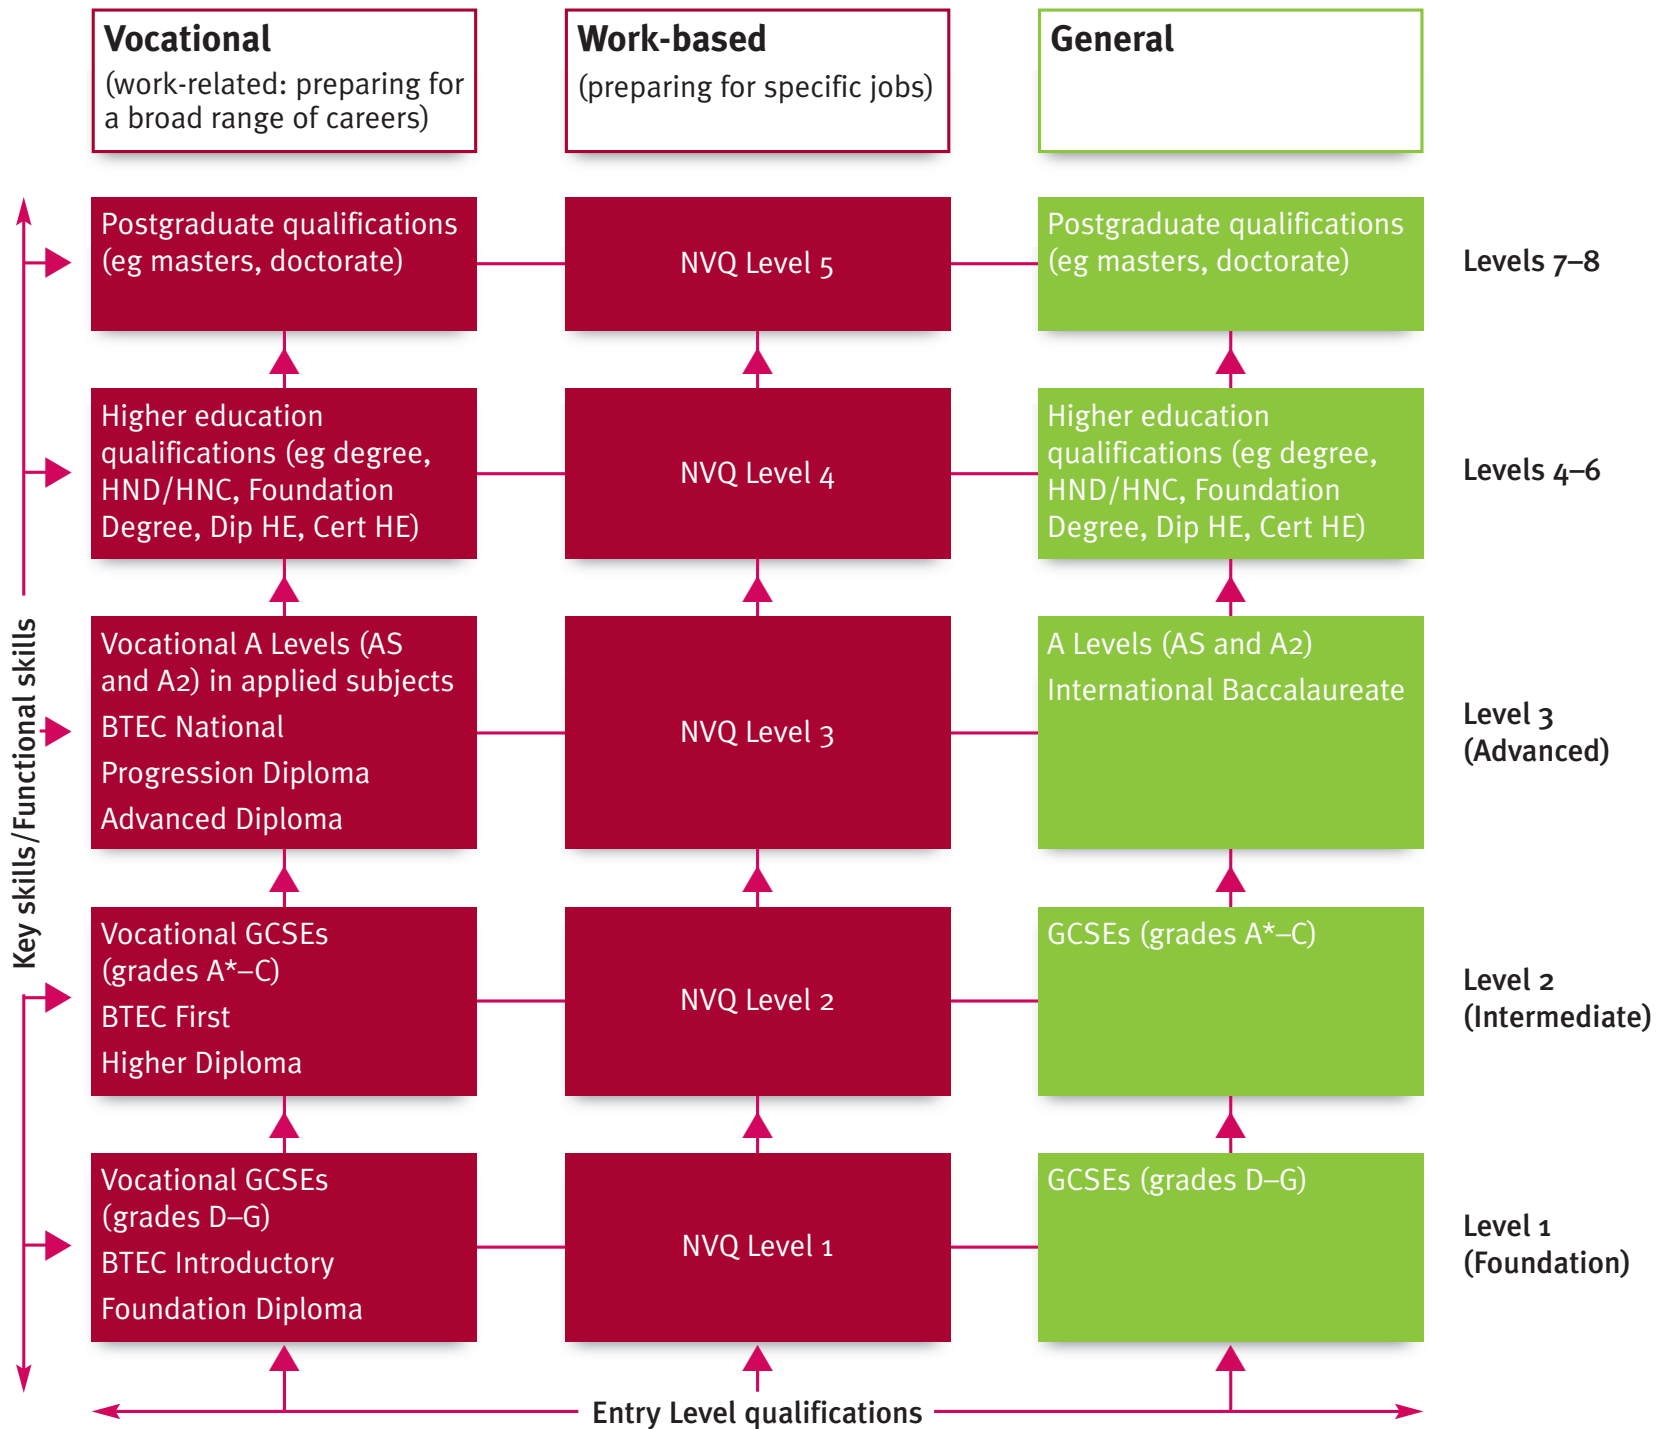 Vocational
(work-related: preparing for
a broad range of careers)
Work-based
(preparing for specific jobs)
General
Postgraduate qualifications
(eg masters, doctorate)
NVQ Level 5
Postgraduate qualifications
(eg masters, doctorate)
Levels 7–8
Higher education
qualifications (eg degree,
HND/HNC, Foundation
Degree, Dip HE, Cert HE)
NVQ Level 4
Higher education
qualifications (eg degree,
HND/HNC, Foundation
Degree, Dip HE, Cert HE)
Levels 4–6
Key skills/Functional skills
Vocational A Levels (AS
and A2) in applied subjects
BTEC National
Progression Diploma
Advanced Diploma
NVQ Level 3
A Levels (AS and A2)
International Baccalaureate
Level 3
(Advanced)
Vocational GCSEs
(grades A*–C)
BTEC First
Higher Diploma
NVQ Level 2
GCSEs (grades A*–C)
Level 2
(Intermediate)
Vocational GCSEs
(grades D–G)
BTEC Introductory
Foundation Diploma
NVQ Level 1
GCSEs (grades D–G)
Level 1
(Foundation)
Entry Level qualifications